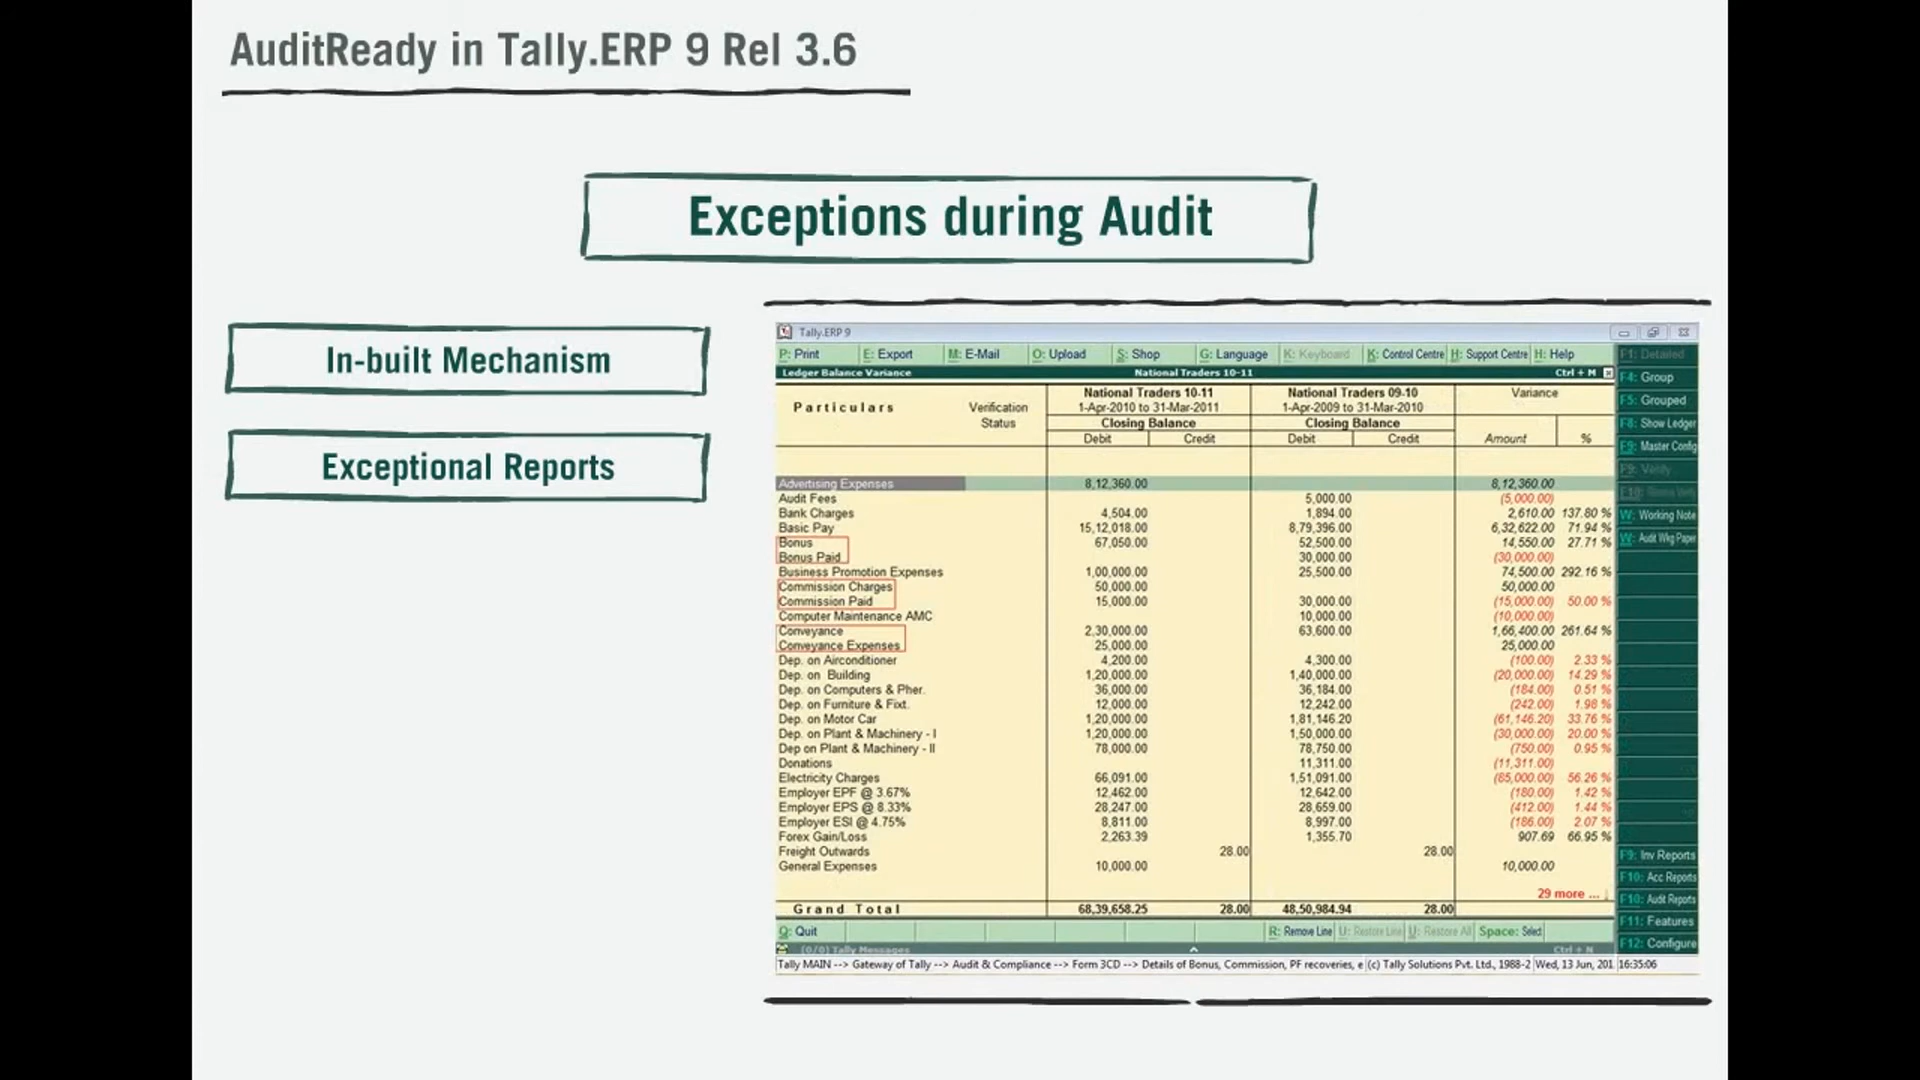 AuditReady in Tally.ERP 9 Rel 3.6
Exceptions during Audit
In-built Mechanism
Exceptional Reports
Tally.ERP 9
P: Print E: Export M: E-Mail O: Upload S: Shop G: Language K: Keyboard K: Control Centre H: Support Centre H: Help F1: Detailed
Ledger Balance Variance National Traders 10-11 Ctrl + M
Particulars Verification Status National Traders 10-11 National Traders 09-10 Variance
1-Apr-2010 to 31-Mar-2011 1-Apr-2009 to 31-Mar-2010
Closing Balance Closing Balance
Debit Credit Debit Credit Amount %
Advertising Expenses 8,12,360.00 8,12,360.00
Audit Fees 5,000.00 (5,000.00)
Bank Charges 4,504.00 1,894.00 2,610.00 137.80 %
Basic Pay 15,12,018.00 8,79,396.00 6,32,622.00 71.94 %
Bonus 67,050.00 52,500.00 14,550.00 27.71 %
Bonus Paid 30,000.00 (30,000.00)
Business Promotion Expenses 1,00,000.00 25,500.00 74,500.00 292.16 %
Commission Charges 50,000.00 50,000.00
Commission Paid 15,000.00 30,000.00 (15,000.00) 50.00 %
Computer Maintenance AMC 10,000.00 (10,000.00)
Conveyance 2,30,000.00 63,600.00 1,66,400.00 261.64 %
Conveyance Expenses 25,000.00 25,000.00
Dep. on Airconditioner 4,200.00 4,300.00 (100.00) 2.33 %
Dep. on Building 1,20,000.00 1,40,000.00 (20,000.00) 14.29 %
Dep. on Computers & Pher. 36,000.00 36,184.00 (184.00) 0.51 %
Dep. on Furniture & Fixt. 12,000.00 12,242.00 (242.00) 1.98 %
Dep. on Motor Car 1,20,000.00 1,81,146.20 (61,146.20) 33.76 %
Dep. on Plant & Machinery - I 1,20,000.00 1,50,000.00 (30,000.00) 20.00 %
Dep on Plant & Machinery - II 78,000.00 78,750.00 (750.00) 0.95 %
Donations 11,311.00 (11,311.00)
Electricity Charges 66,091.00 1,51,091.00 (85,000.00) 56.26 %
Employer EPF @ 3.67% 12,462.00 12,642.00 (180.00) 1.42 %
Employer EPS @ 8.33% 28,247.00 28,659.00 (412.00) 1.44 %
Employer ESI @ 4.75% 8,811.00 8,997.00 (186.00) 2.07 %
Forex Gain/Loss 2,263.39 1,355.70 907.69 66.95 %
Freight Outwards 28.00 28.00
General Expenses 10,000.00 10,000.00
29 more ...
Grand Total 68,39,658.25 28.00 48,50,984.94 28.00
F4: Group
F5: Grouped
F8: Show Ledger
F9: Master Config
F9: Verify
F10:
W: Working Note
W: Audit Wkg Paper
F9: Inv Reports
F10: Acc Reports
F10: Audit Reports
F11: Features
F12: Configure
Q: Quit R: Remove Line U: Restore Line U: Restore All Space: Select
(0/0) Tally Messages Ctrl + N
Tally MAIN --> Gateway of Tally --> Audit & Compliance --> Form 3CD --> Details of Bonus, Commission, PF recoveries, e (c) Tally Solutions Pvt. Ltd., 1988-2 Wed, 13 Jun, 201 16:35:06